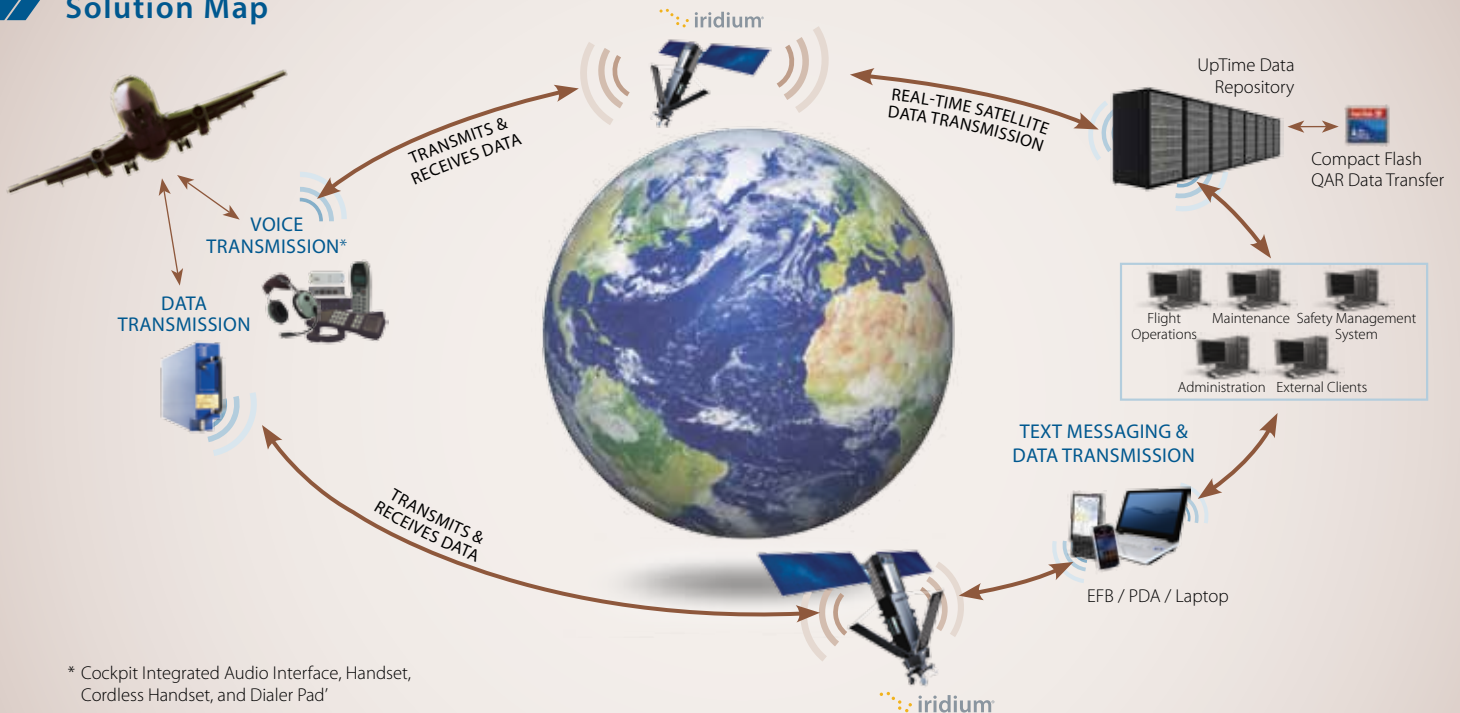 Solution Map
iridium
UpTime Data
Repository
REAL-TIME SATELLITE
DATA TRANSMISSION
TRANSMITS &
RECEIVES DATA
Compact Flash
QAR Data Transfer
VOICE
TRANSMISSION*
DATA
TRANSMISSION
Flight
Operations
Maintenance
Safety Management
System
Administration
External Clients
TEXT MESSAGING &
DATA TRANSMISSION
TRANSMITS &
RECEIVES DATA
EFB / PDA / Laptop
* Cockpit Integrated Audio Interface, Handset,
Cordless Handset, and Dialer Pad’
iridium